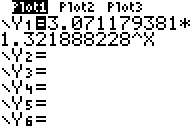 Plot1 Plot2 Plot3
\Y₁=3.071179381*
1.321888228^X
\Y₂=
\Y₃=
\Y₄=
\Y₅=
\Y₆=